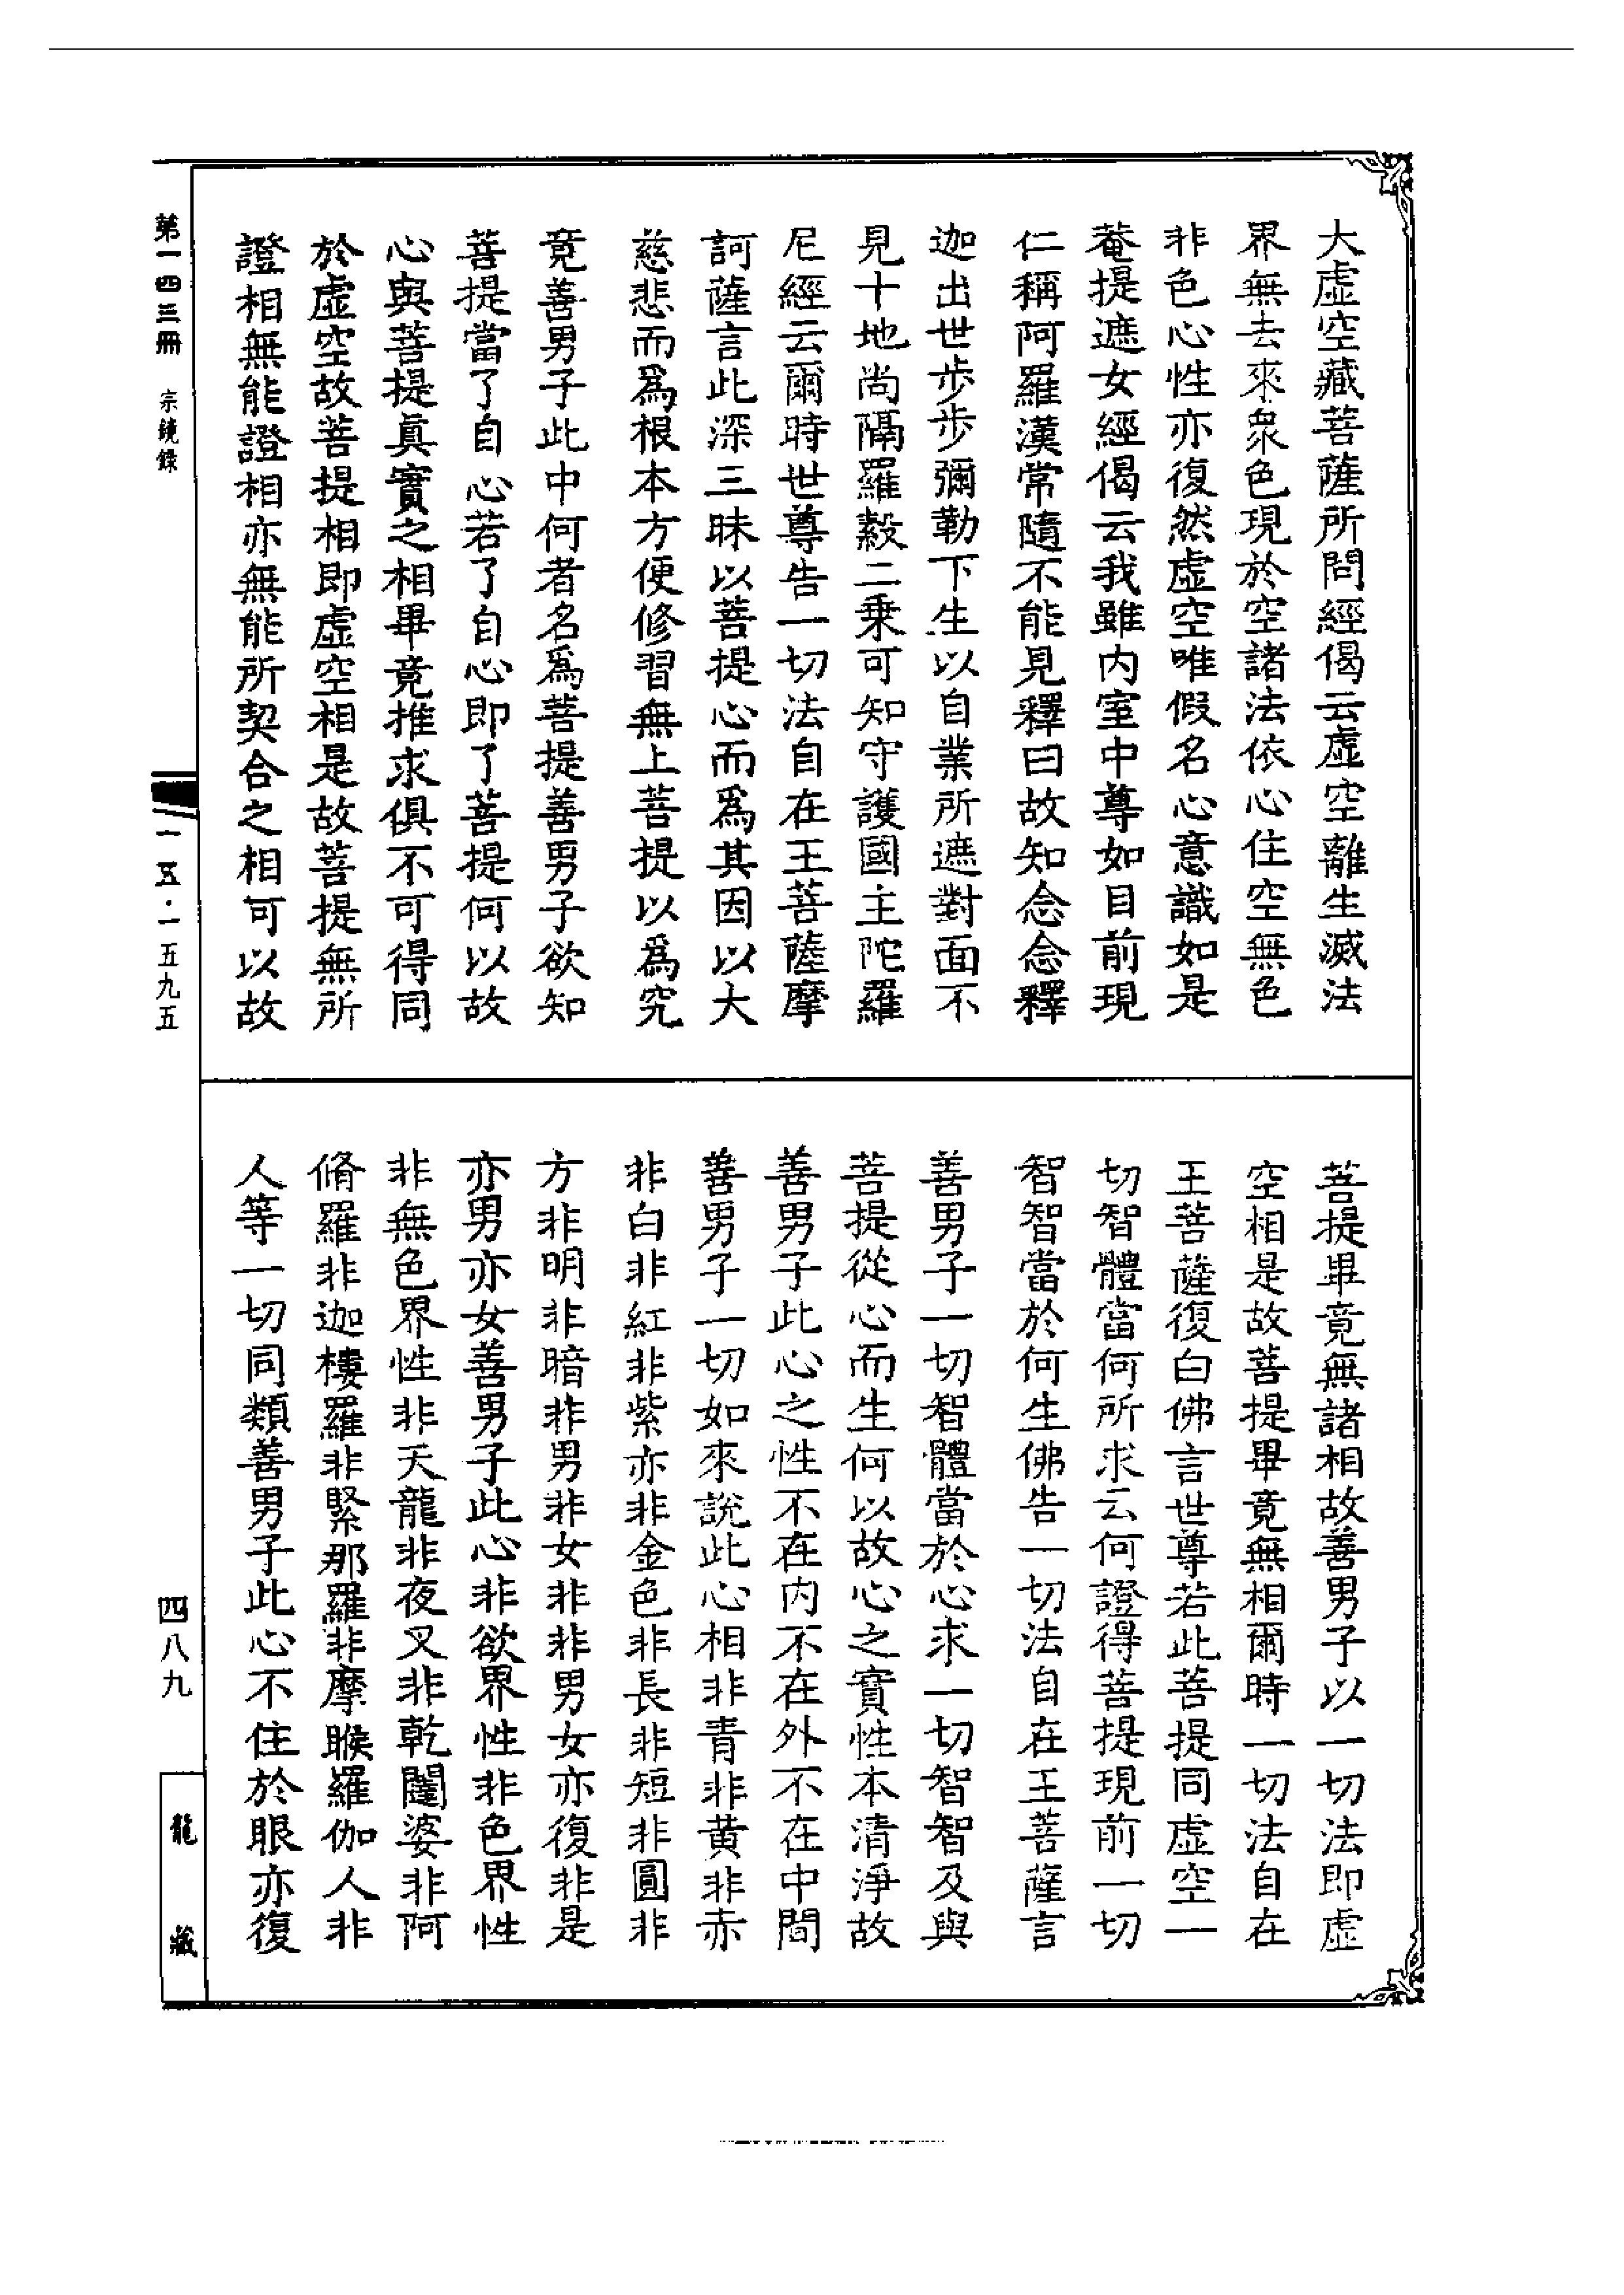 大虛空藏菩薩所問經偈云虛空離生滅法
界無去來衆色現於空諸法依心住空無色
非色心性亦復然虛空唯假名心意識如是
菴提遮女經偈云我雖內室中尊如目前現
仁稱阿羅漢常隨不能見釋曰故知念念釋
迦出世步步彌勒下生以自業所遮對面不
見十地尚隔羅縠二乗可知守護國主陀羅
尼經云爾時世尊告一切法自在王菩薩摩
訶薩言此深三昧以菩提心而爲其因以大
慈悲而爲根本方便修習無上菩提以爲究
竟善男子此中何者名爲菩提善男子欲知
菩提當了自心若了自心即了菩提何以故
心與菩提眞實之相畢竟推求俱不可得同
於虛空故菩提相即虛空相是故菩提無所
證相無能證相亦無能所契合之相何以故
菩提畢竟無諸相故善男子以一切法即虛
空相是故菩提畢竟無相爾時一切法自在
王菩薩復白佛言世尊若此菩提同虛空一
切智體當何所求云何證得菩提現前一切
智智當於何生佛告一切法自在王菩薩言
善男子一切智體當於心求一切智智及與
菩提從心而生何以故心之實性本清淨故
善男子此心之性不在内不在外不在中間
善男子一切如來說此心相非青非黃非赤
非白非紅非紫亦非金色非長非短非圓非
方非明非暗非男非女非非男女亦復非是
亦男亦女善男子此心非欲界性非色界性
非無色界性非天龍非夜叉非乾闥婆非阿
脩羅非迦樓羅非緊那羅非摩睺羅伽人非
人等一切同類善男子此心不住於眼亦復
第一四三冊 宗鏡錄
一五·一五九五
四八九
龍藏